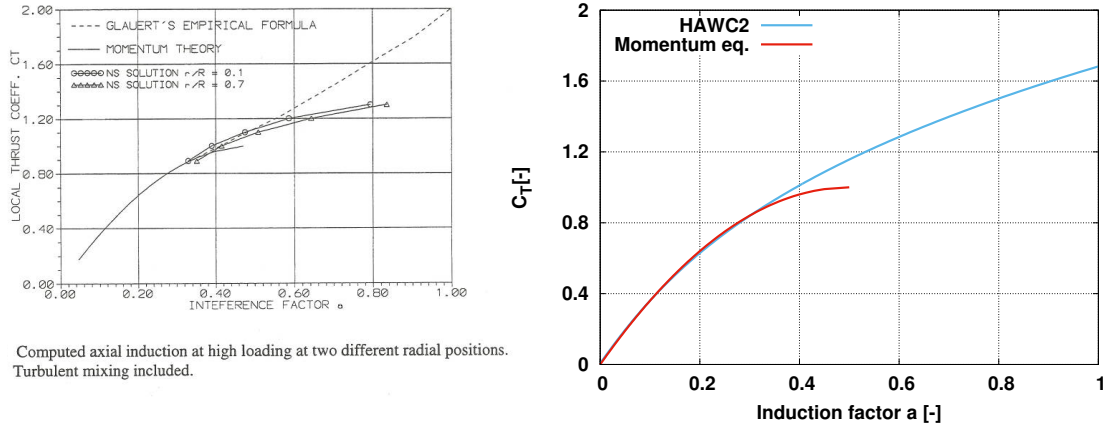 2.00
GLAUERT'S EMPIRICAL FORMULA
MOMENTUM THEORY
1.60
NS SOLUTION r/R = 0.1
NS SOLUTION r/R = 0.7
1.20
0.80
0.40
0.00
LOCAL THRUST COEFF. CT
0.00
0.20
0.40
0.60
0.80
1.00
INTEFERENCE FACTOR a
Computed axial induction at high loading at two different radial positions.
Turbulent mixing included.
HAWC2
Momentum eq.
2
1.6
1.2
0.8
0.4
0
CT[-]
0
0.2
0.4
0.6
0.8
1
Induction factor a [-]